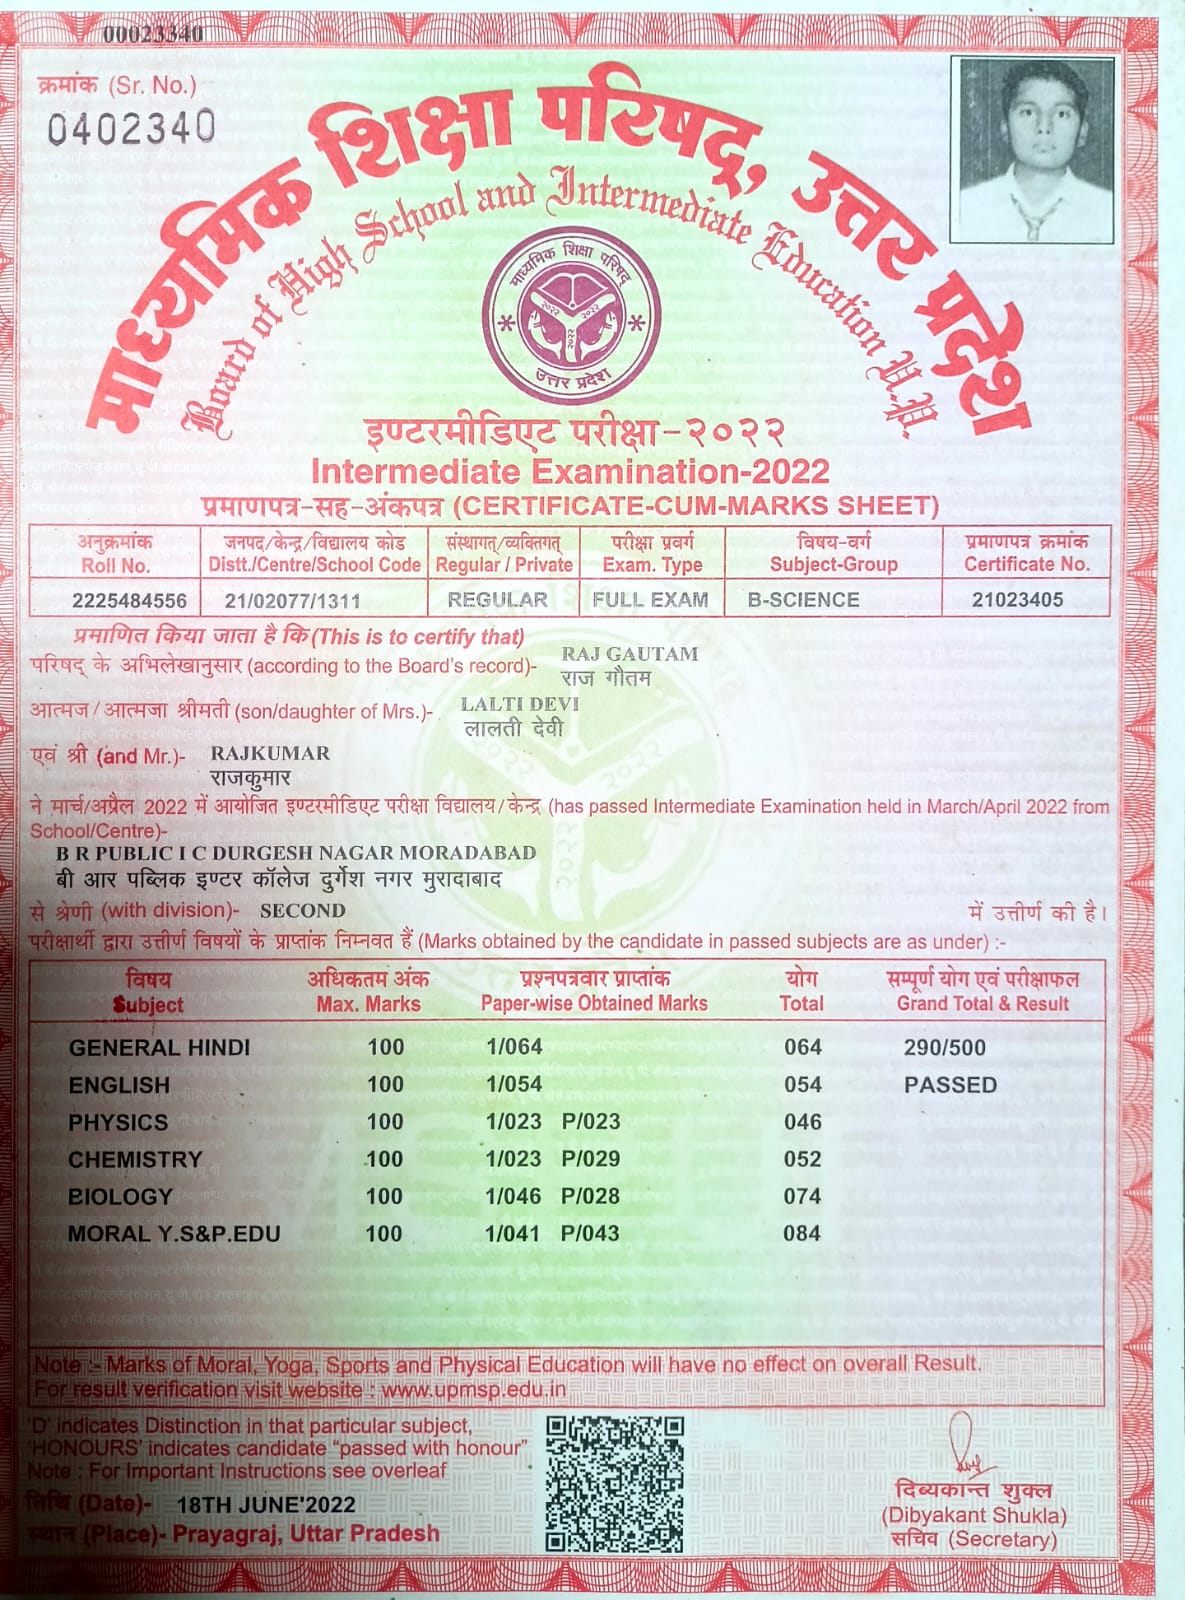 00023340
क्रमांक (Sr. No.)
0402340
माध्यमिक शिक्षा परिषद्, उत्तर प्रदेश
Board of High School and Intermediate Education U.P.
माध्यमिक शिक्षा परिषद्
२०२२ २०२२
२०२२
उत्तर प्रदेश
इण्टरमीडिएट परीक्षा-२०२२
Intermediate Examination-2022
प्रमाणपत्र-सह-अंकपत्र (CERTIFICATE-CUM-MARKS SHEET)
अनुक्रमांक जनपद/केन्द्र/विद्यालय कोड संस्थागत्/व्यक्तिगत् परीक्षा प्रवर्ग विषय-वर्ग प्रमाणपत्र क्रमांक
Roll No. Distt./Centre/School Code Regular / Private Exam. Type Subject-Group Certificate No.
2225484556 21/02077/1311 REGULAR FULL EXAM B-SCIENCE 21023405
प्रमाणित किया जाता है कि (This is to certify that)
परिषद् के अभिलेखानुसार (according to the Board's record)- RAJ GAUTAM
राज गौतम
आत्मज/आत्मजा श्रीमती (son/daughter of Mrs.)- LALTI DEVI
लालती देवी
एवं श्री (and Mr.)- RAJKUMAR
राजकुमार
ने मार्च/अप्रैल 2022 में आयोजित इण्टरमीडिएट परीक्षा विद्यालय/केन्द्र (has passed Intermediate Examination held in March/April 2022 from
School/Centre)-
B R PUBLIC I C DURGESH NAGAR MORADABAD
बी आर पब्लिक इण्टर कॉलेज दुर्गेश नगर मुरादाबाद
से श्रेणी (with division)- SECOND में उत्तीर्ण की है।
परीक्षार्थी द्वारा उत्तीर्ण विषयों के प्राप्तांक निम्नवत हैं (Marks obtained by the candidate in passed subjects are as under) :-
विषय अधिकतम अंक प्रश्नपत्रवार प्राप्तांक योग सम्पूर्ण योग एवं परीक्षाफल
Subject Max. Marks Paper-wise Obtained Marks Total Grand Total & Result
GENERAL HINDI 100 1/064 064 290/500
ENGLISH 100 1/054 054 PASSED
PHYSICS 100 1/023 P/023 046
CHEMISTRY 100 1/023 P/029 052
BIOLOGY 100 1/046 P/028 074
MORAL Y.S&P.EDU 100 1/041 P/043 084
Note :- Marks of Moral, Yoga, Sports and Physical Education will have no effect on overall Result.
For result verification visit website : www.upmsp.edu.in
'D' indicates Distinction in that particular subject,
'HONOURS' indicates candidate "passed with honour"
Note : For Important Instructions see overleaf
तिथि (Date)- 18TH JUNE'2022
स्थान (Place)- Prayagraj, Uttar Pradesh
दिब्यकान्त शुक्ल
(Dibyakant Shukla)
सचिव (Secretary)